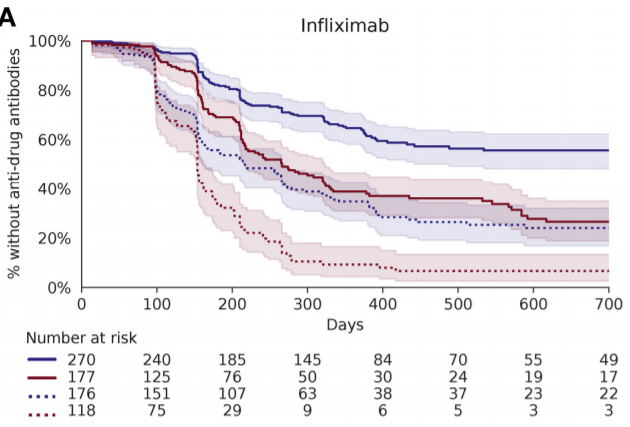 A
Infliximab
% without anti-drug antibodies
100%
80%
60%
40%
20%
0%
0 100 200 300 400 500 600 700
Days
Number at risk
270 240 185 145 84 70 55 49
177 125 76 50 30 24 19 17
176 151 107 63 38 37 23 22
118 75 29 9 6 5 3 3